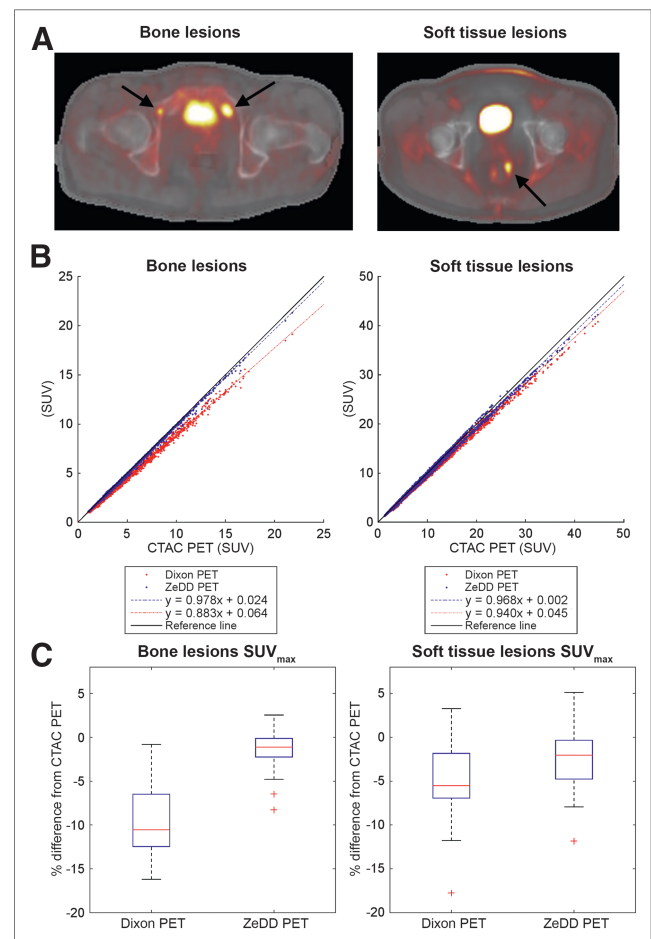 A
Bone lesions
Soft tissue lesions
B
Bone lesions
Soft tissue lesions
25
20
15
10
5
0
(SUV)
0 5 10 15 20 25
CTAC PET (SUV)
50
40
30
20
10
0
(SUV)
0 10 20 30 40 50
CTAC PET (SUV)
Dixon PET
ZeDD PET
y = 0.978x + 0.024
y = 0.883x + 0.064
Reference line
Dixon PET
ZeDD PET
y = 0.968x + 0.002
y = 0.940x + 0.045
Reference line
C
Bone lesions SUVmax
Soft tissue lesions SUVmax
% difference from CTAC PET
5
0
-5
-10
-15
-20
Dixon PET ZeDD PET
% difference from CTAC PET
5
0
-5
-10
-15
-20
Dixon PET ZeDD PET